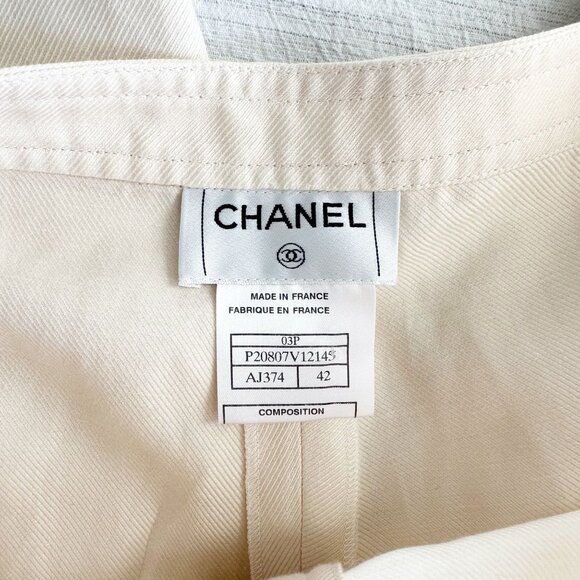 CHANEL
MADE IN FRANCE
FABRIQUE EN FRANCE
03P
P20807V12145
AJ374 42
COMPOSITION